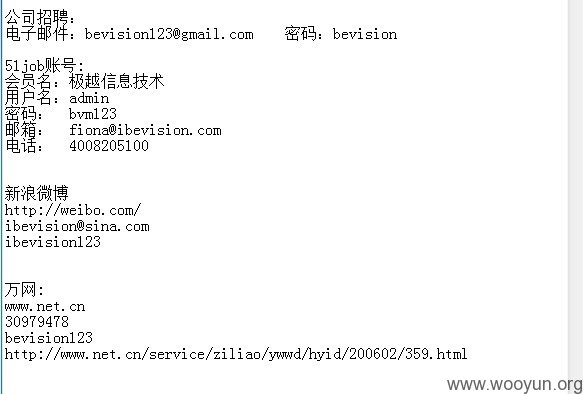 公司招聘：
电子邮件：bevision123@gmail.com    密码：bevision
51job账号:
会员名：极越信息技术
用户名：admin
密码：  bvm123
邮箱：  fiona@ibevision.com
电话：  4008205100
新浪微博
http://weibo.com/
ibevision@sina.com
ibevision123
万网:
www.net.cn
30979478
bevision123
http://www.net.cn/service/ziliao/ywwd/hyid/200602/359.html
www.wooyun.org